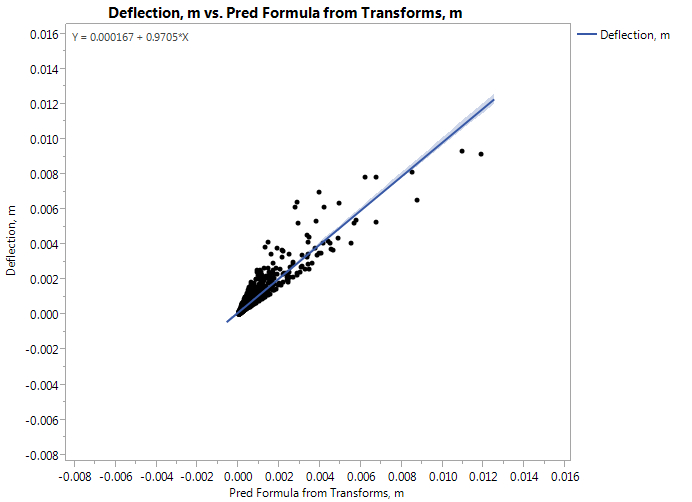 Deflection, m vs. Pred Formula from Transforms, m
Y = 0.000167 + 0.9705*X
Deflection, m
0.016
0.014
0.012
0.010
0.008
0.006
0.004
0.002
0.000
-0.002
-0.004
-0.006
-0.008
Deflection, m
-0.008 -0.006 -0.004 -0.002 0.000 0.002 0.004 0.006 0.008 0.010 0.012 0.014 0.016
Pred Formula from Transforms, m